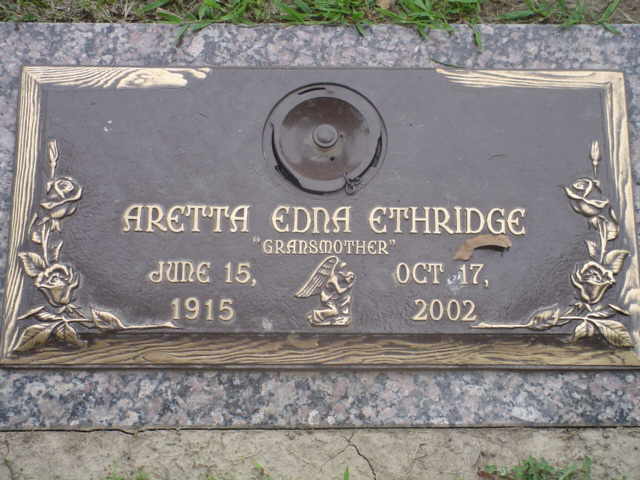 ARETTA EDNA ETHRIDGE
"GRANSMOTHER"
JUNE 15, OCT. 17,
1915 2002